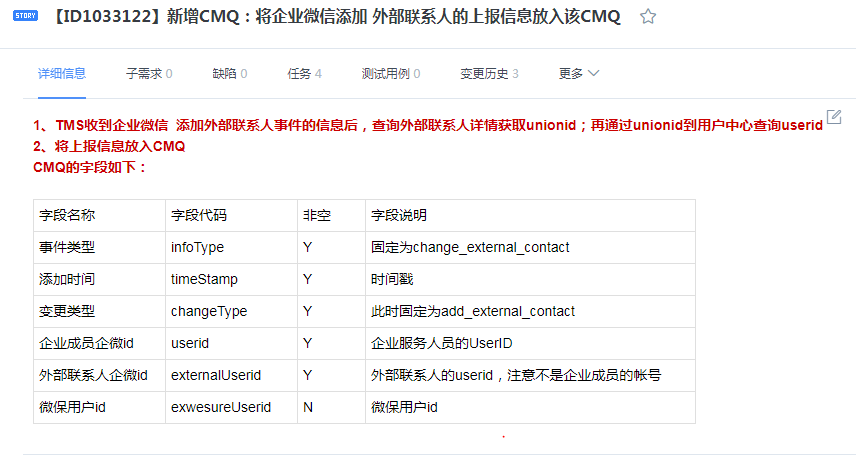 STORY 【ID1033122】新增CMQ：将企业微信添加 外部联系人的上报信息放入该CMQ
详细信息 子需求 0 缺陷 0 任务 4 测试用例 0 变更历史 3 更多
1、TMS收到企业微信 添加外部联系人事件的信息后，查询外部联系人详情获取unionid；再通过unionid到用户中心查询userid
2、将上报信息放入CMQ
CMQ的字段如下：
字段名称 字段代码 非空 字段说明
事件类型 infoType Y 固定为change_external_contact
添加时间 timeStamp Y 时间戳
变更类型 changeType Y 此时固定为add_external_contact
企业成员企微id userid Y 企业服务人员的UserID
外部联系人企微id externalUserid Y 外部联系人的userid，注意不是企业成员的帐号
微保用户id exwesureUserid N 微保用户id